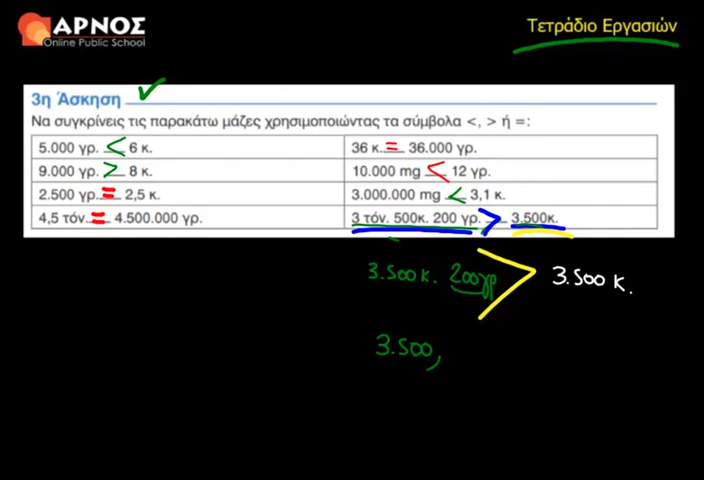 ΑΡΝΟΣ
Online Public School
Τετράδιο Εργασιών
3η Άσκηση
Να συγκρίνεις τις παρακάτω μάζες χρησιμοποιώντας τα σύμβολα <, > ή =:
5.000 γρ. < 6 κ.
36 κ. = 36.000 γρ.
9.000 γρ. > 8 κ.
10.000 mg < 12 γρ.
2.500 γρ. = 2,5 κ.
3.000.000 mg < 3,1 κ.
4,5 τόν. = 4.500.000 γρ.
3 τόν. 500κ. 200 γρ. > 3.500κ.
3.500 κ. 200γρ > 3.500 κ.
3.500,